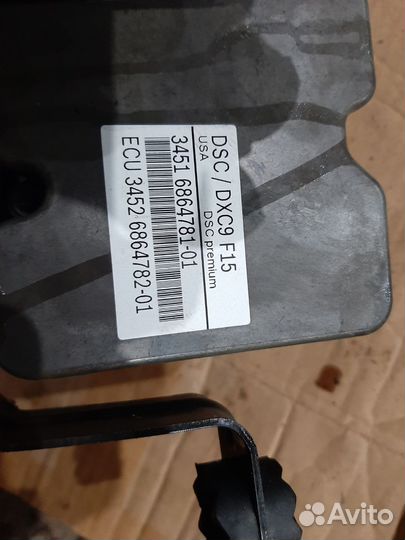 DSC / DXC9 F15
USA DSC premium
3451 6864781-01
ECU 3452 6864782-01
Avito